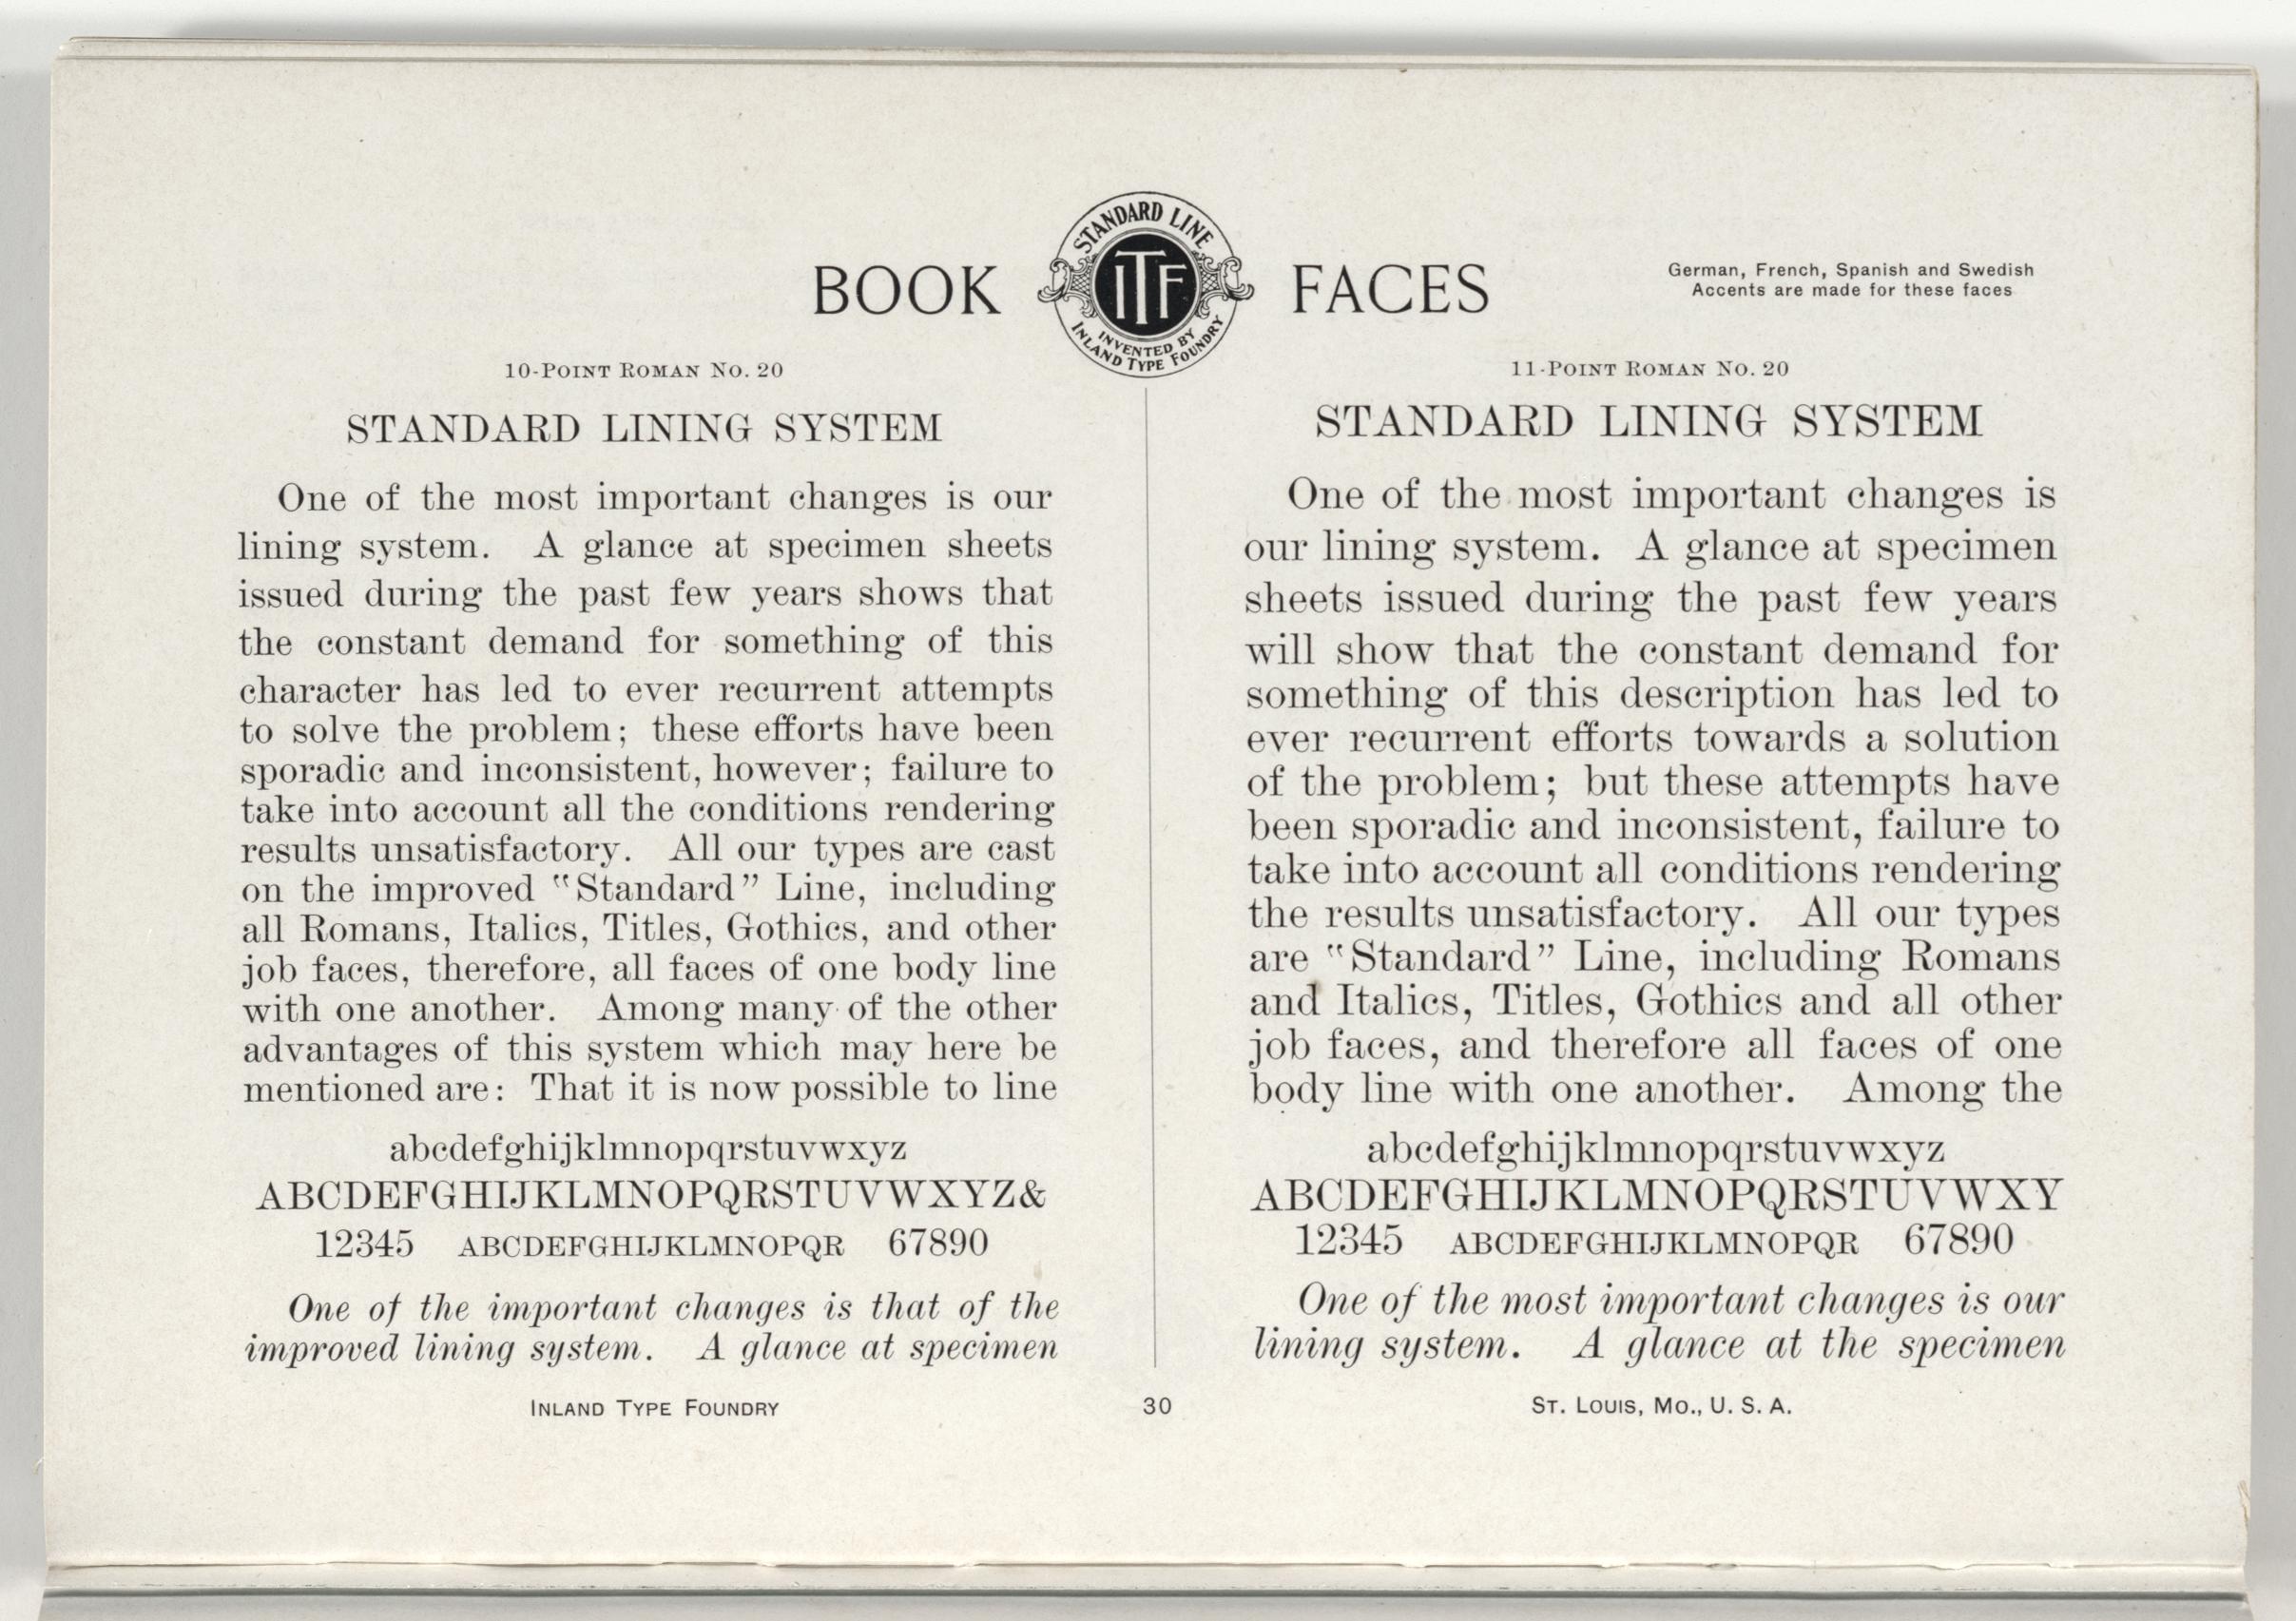 BOOK FACES
STANDARD LINE
ITF
INVENTED BY
INLAND TYPE FOUNDRY
German, French, Spanish and Swedish
Accents are made for these faces
10-POINT ROMAN NO. 20
STANDARD LINING SYSTEM
One of the most important changes is our
lining system. A glance at specimen sheets
issued during the past few years shows that
the constant demand for something of this
character has led to ever recurrent attempts
to solve the problem; these efforts have been
sporadic and inconsistent, however; failure to
take into account all the conditions rendering
results unsatisfactory. All our types are cast
on the improved “Standard” Line, including
all Romans, Italics, Titles, Gothics, and other
job faces, therefore, all faces of one body line
with one another. Among many of the other
advantages of this system which may here be
mentioned are: That it is now possible to line
abcdefghijklmnopqrstuvwxyz
ABCDEFGHIJKLMNOPQRSTUVWXYZ&
12345 ABCDEFGHIJKLMNOPQR 67890
One of the important changes is that of the
improved lining system. A glance at specimen
INLAND TYPE FOUNDRY
11-POINT ROMAN NO. 20
STANDARD LINING SYSTEM
One of the most important changes is
our lining system. A glance at specimen
sheets issued during the past few years
will show that the constant demand for
something of this description has led to
ever recurrent efforts towards a solution
of the problem; but these attempts have
been sporadic and inconsistent, failure to
take into account all conditions rendering
the results unsatisfactory. All our types
are “Standard” Line, including Romans
and Italics, Titles, Gothics and all other
job faces, and therefore all faces of one
body line with one another. Among the
abcdefghijklmnopqrstuvwxyz
ABCDEFGHIJKLMNOPQRSTUVWXY
12345 ABCDEFGHIJKLMNOPQR 67890
One of the most important changes is our
lining system. A glance at the specimen
30
ST. LOUIS, MO., U. S. A.